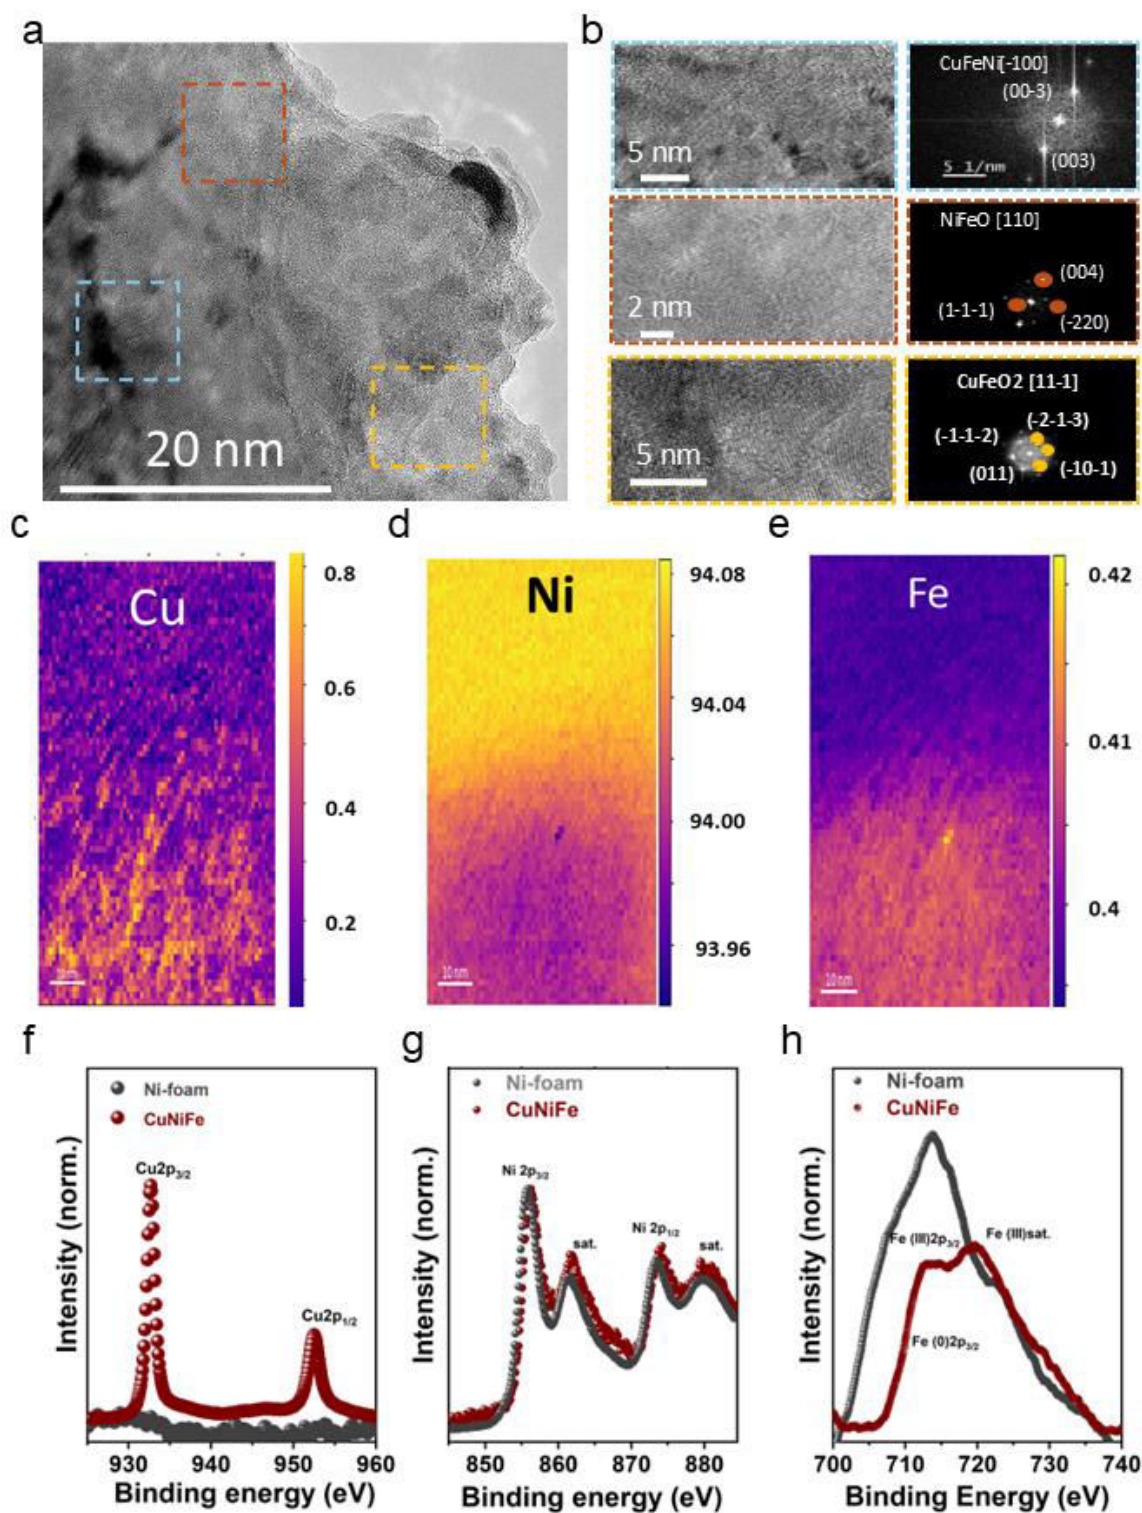 a
20 nm
b
5 nm
CuFeNi[-100]
(00-3)
(003)
5 1/nm
2 nm
NiFeO [110]
(004)
(1-1-1)
(-220)
5 nm
CuFeO2 [11-1]
(-2-1-3)
(-1-1-2)
(011)
(-10-1)
c
Cu
0.8
0.6
0.4
0.2
10 nm
d
Ni
94.08
94.04
94.00
93.96
10 nm
e
Fe
0.42
0.41
0.4
10 nm
f
Ni-foam
CuNiFe
Cu2p3/2
Cu2p1/2
Intensity (norm.)
930 940 950 960
Binding energy (eV)
g
Ni-foam
CuNiFe
Ni 2p3/2
sat.
Ni 2p1/2
sat.
Intensity (norm.)
850 860 870 880
Binding energy (eV)
h
Ni-foam
CuNiFe
Fe (III)2p3/2
Fe (III)sat.
Fe (0)2p3/2
Intensity (norm.)
700 710 720 730 740
Binding Energy (eV)